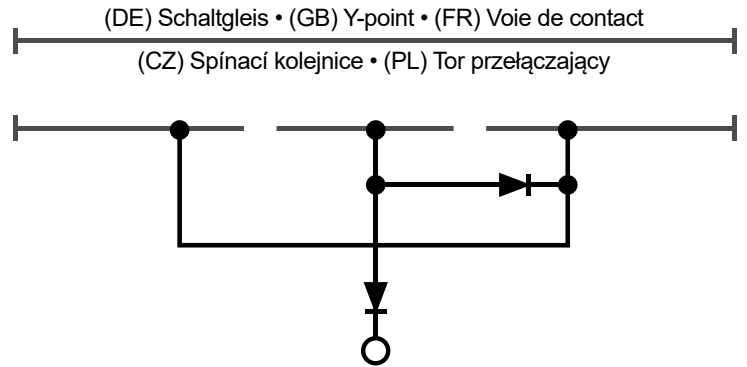 (DE) Schaltgleis • (GB) Y-point • (FR) Voie de contact
(CZ) Spínací kolejnice • (PL) Tor przełączający